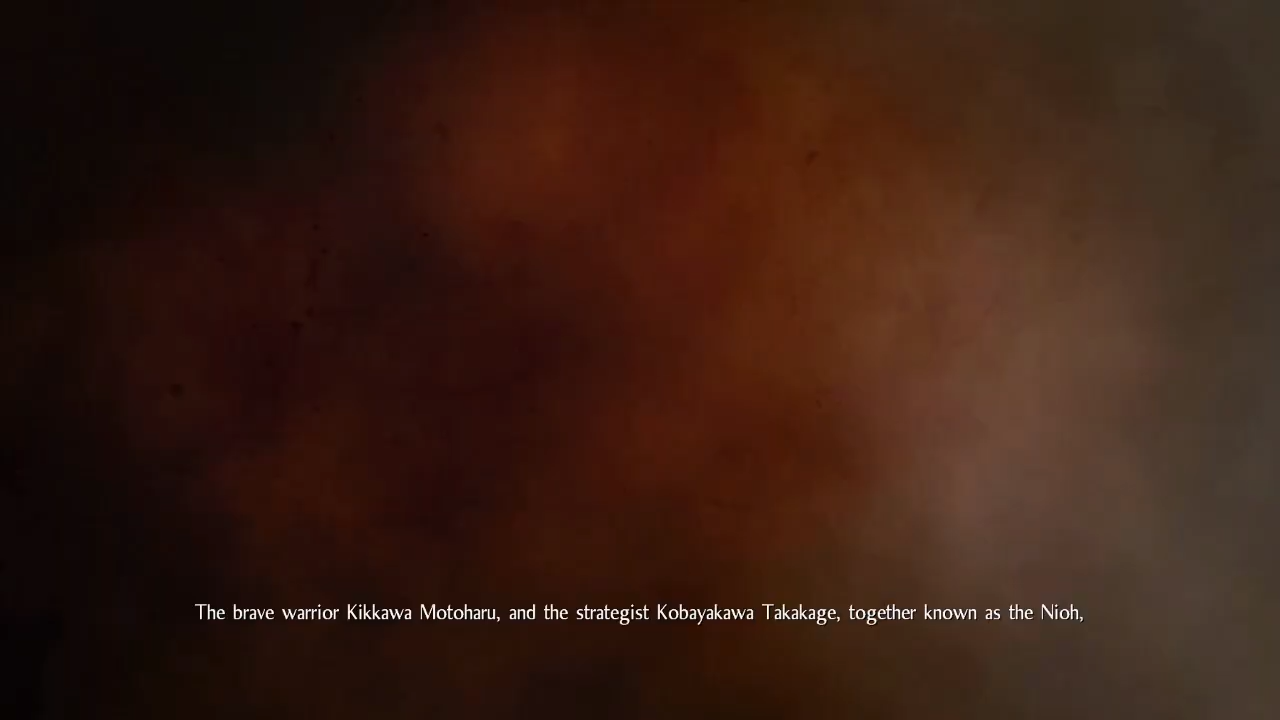 The brave warrior Kikkawa Motoharu, and the strategist Kobayakawa Takakage, together known as the Nioh,